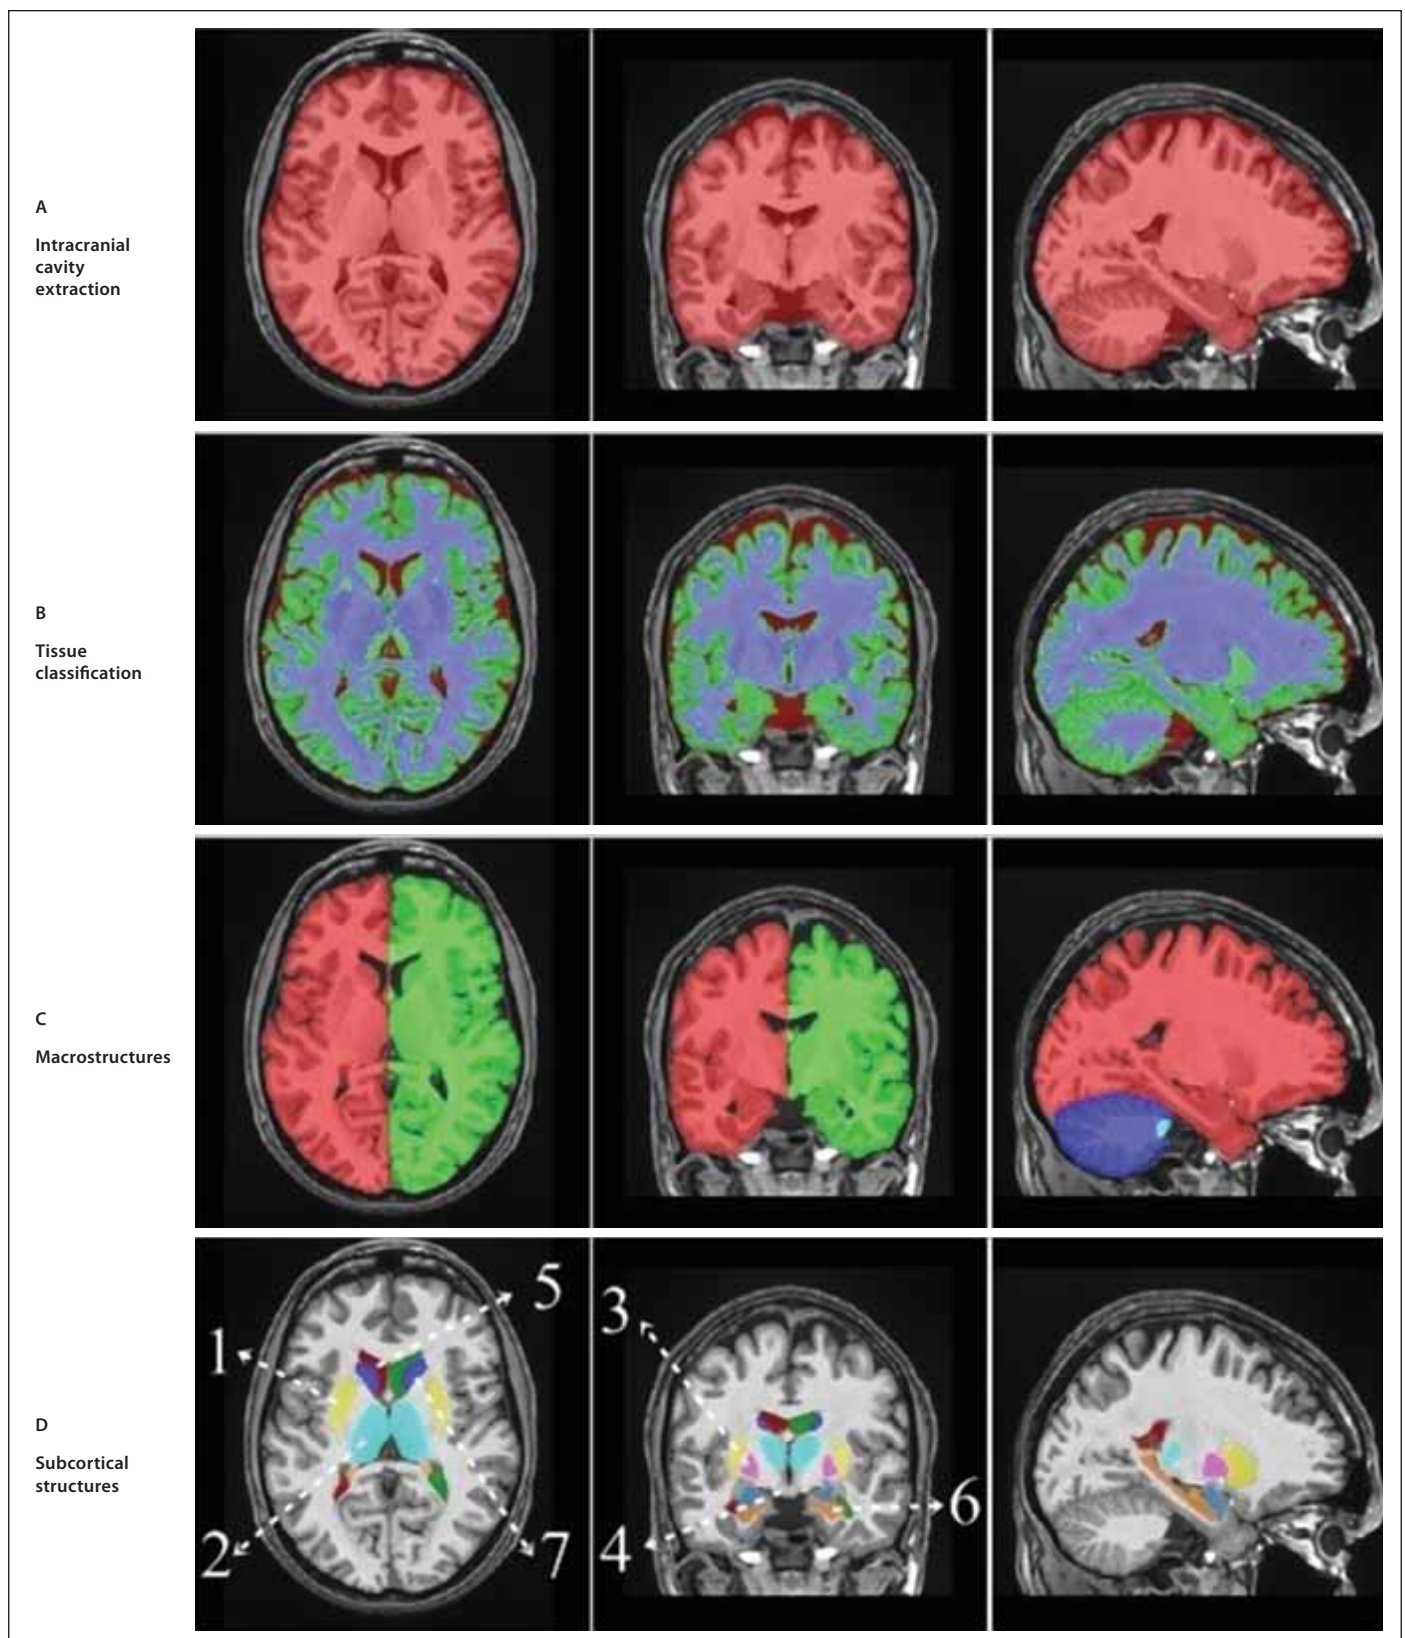 A
Intracranial
cavity
extraction
B
Tissue
classification
C
Macrostructures
D
Subcortical
structures
5
3
1
6
2
7
4